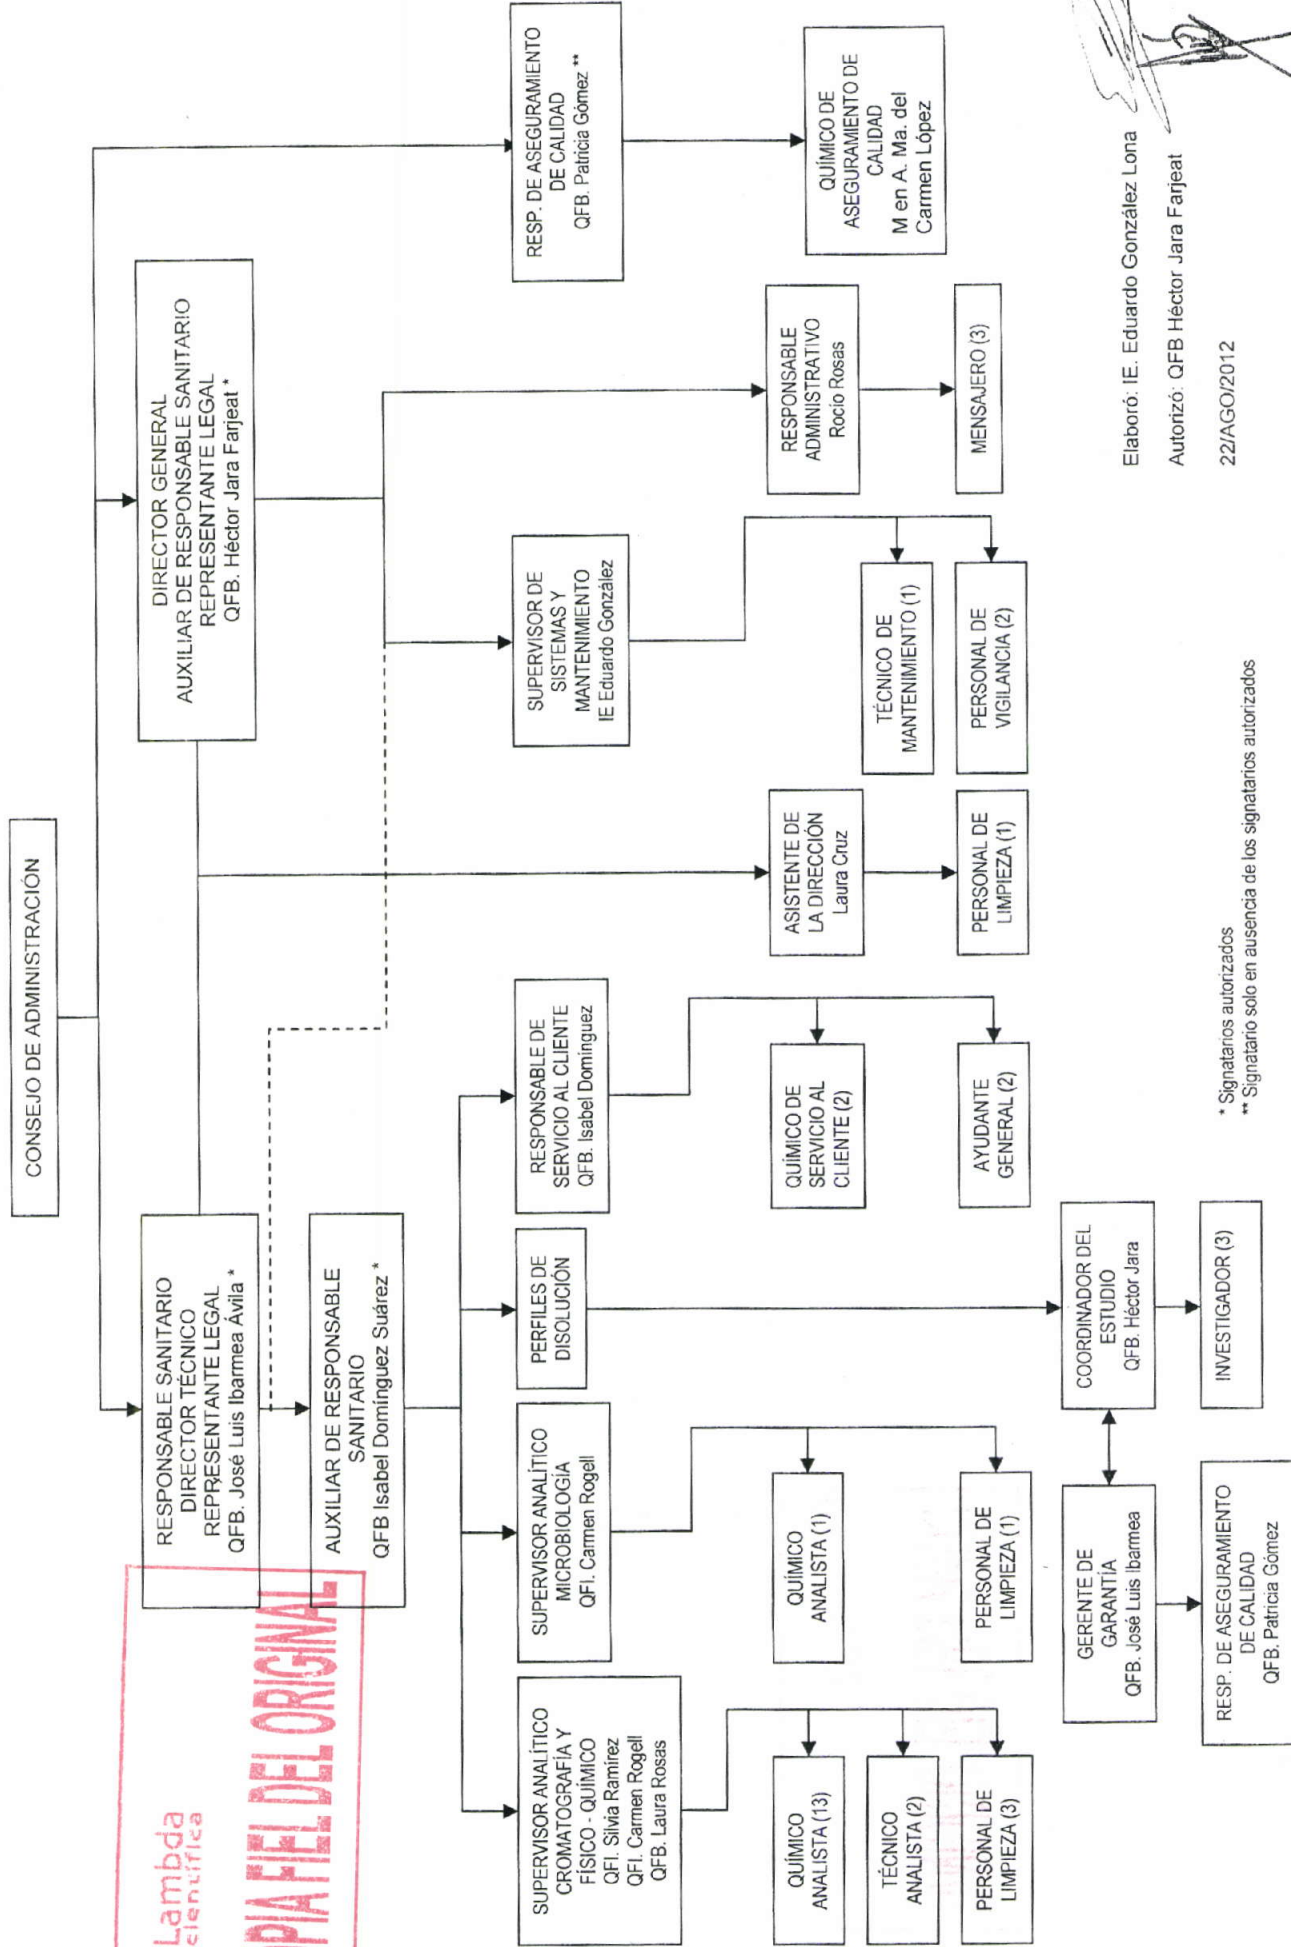 CONSEJO DE ADMINISTRACIÓN
RESPONSABLE SANITARIO
DIRECTOR TÉCNICO
REPRESENTANTE LEGAL
QFB. José Luis Ibarmea Ávila *
DIRECTOR GENERAL
AUXILIAR DE RESPONSABLE SANITARIO
REPRESENTANTE LEGAL
QFB. Héctor Jara Farjeat *
AUXILIAR DE RESPONSABLE
SANITARIO
QFB Isabel Domínguez Suárez *
SUPERVISOR ANALÍTICO
CROMATOGRAFÍA Y
FÍSICO - QUÍMICO
QFI. Silvia Ramírez
QFI. Carmen Rogell
QFB. Laura Rosas
SUPERVISOR ANALÍTICO
MICROBIOLOGÍA
QFI. Carmen Rogell
PERFILES DE
DISOLUCIÓN
RESPONSABLE DE
SERVICIO AL CLIENTE
QFB. Isabel Dominguez
SUPERVISOR DE
SISTEMAS Y
MANTENIMIENTO
IE Eduardo González
RESP. DE ASEGURAMIENTO
DE CALIDAD
QFB. Patricia Gómez **
QUÍMICO
ANALISTA (13)
TÉCNICO
ANALISTA (2)
PERSONAL DE
LIMPIEZA (3)
QUÍMICO
ANALISTA (1)
PERSONAL DE
LIMPIEZA (1)
QUÍMICO DE
SERVICIO AL
CLIENTE (2)
AYUDANTE
GENERAL (2)
ASISTENTE DE
LA DIRECCIÓN
Laura Cruz
PERSONAL DE
LIMPIEZA (1)
TÉCNICO DE
MANTENIMIENTO (1)
PERSONAL DE
VIGILANCIA (2)
RESPONSABLE
ADMINISTRATIVO
Rocio Rosas
MENSAJERO (3)
QUÍMICO DE
ASEGURAMIENTO DE
CALIDAD
M en A. Ma. del
Carmen López
GERENTE DE
GARANTÍA
QFB. José Luis Ibarmea
COORDINADOR DEL
ESTUDIO
QFB. Héctor Jara
RESP. DE ASEGURAMIENTO
DE CALIDAD
QFB. Patricia Gómez
INVESTIGADOR (3)
* Signatarios autorizados
** Signatario solo en ausencia de los signatarios autorizados
Elaboró: IE. Eduardo González Lona
Autorizó: QFB Héctor Jara Farjeat
22/AGO/2012
Lambda
científica
PIA FIEL DEL ORIGINAL